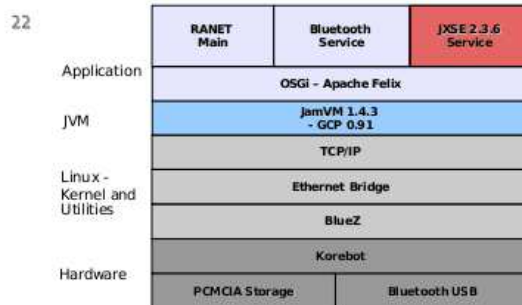 22
RANET
Main
Bluetooth
Service
JXSE 2.3.6
Service
Application
OSGi - Apache Felix
JVM
JamVM 1.4.3
- GCP 0.91
TCP/IP
Linux -
Kernel and
Utilities
Ethernet Bridge
BlueZ
Korebot
Hardware
PCMCIA Storage
Bluetooth USB